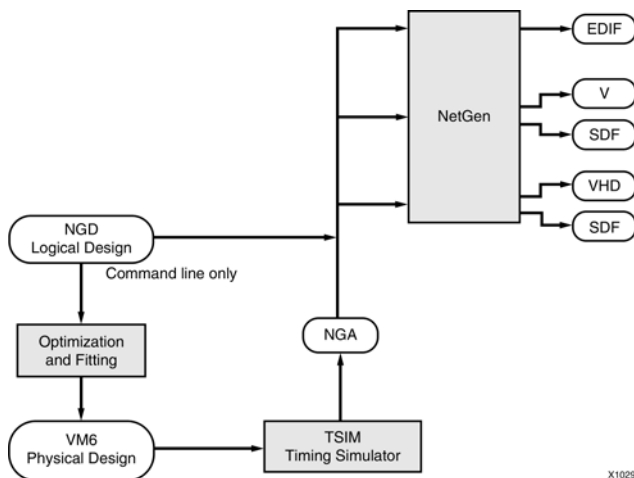 EDIF
V
NetGen
SDF
VHD
SDF
NGD
Logical Design
Command line only
Optimization
and Fitting
NGA
VM6
Physical Design
TSIM
Timing Simulator
X1029